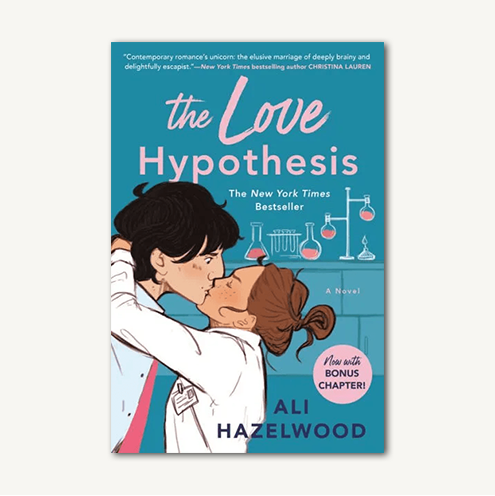 "Contemporary romance's unicorn: the elusive marriage of deeply brainy and
delightfully escapist."—New York Times bestselling author CHRISTINA LAUREN
the Love
Hypothesis
The New York Times
Bestseller
A Novel
Now with
BONUS
CHAPTER!
ALI
HAZELWOOD